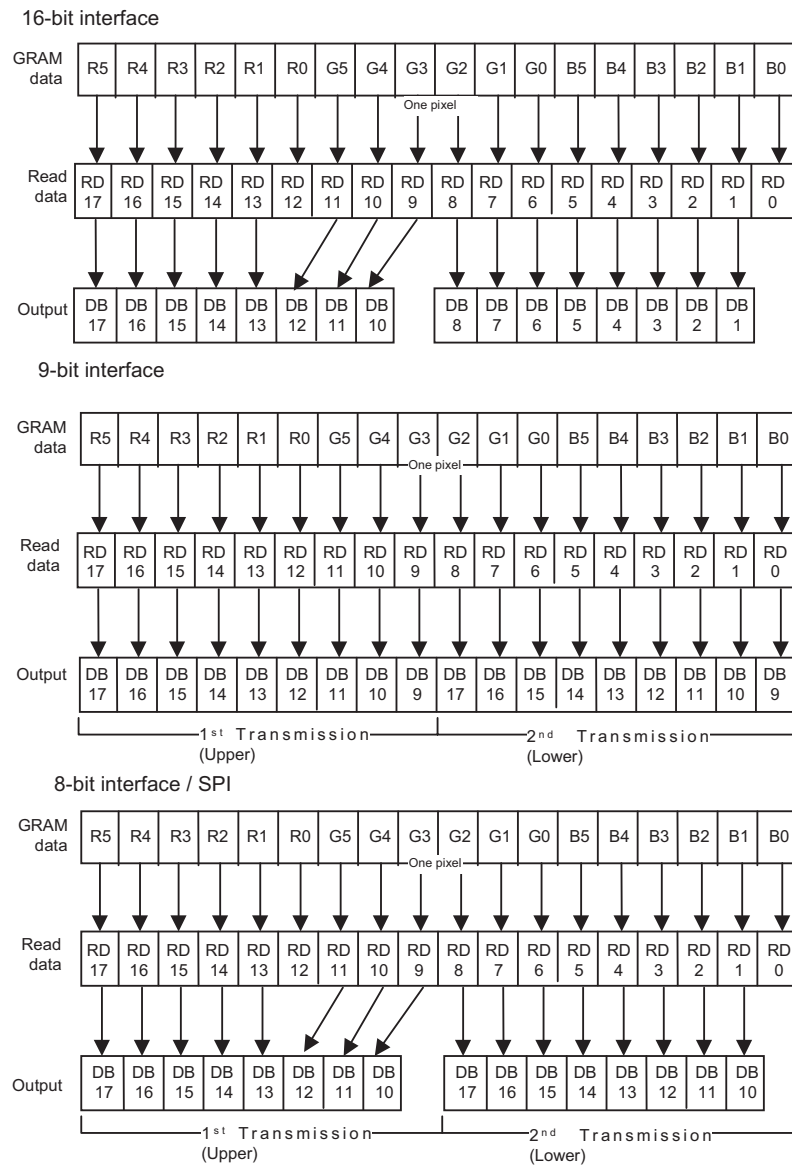 16-bit interface
GRAM data R5 R4 R3 R2 R1 R0 G5 G4 G3 G2 G1 G0 B5 B4 B3 B2 B1 B0
One pixel
Read data RD 17 RD 16 RD 15 RD 14 RD 13 RD 12 RD 11 RD 10 RD 9 RD 8 RD 7 RD 6 RD 5 RD 4 RD 3 RD 2 RD 1 RD 0
Output DB 17 DB 16 DB 15 DB 14 DB 13 DB 12 DB 11 DB 10 DB 8 DB 7 DB 6 DB 5 DB 4 DB 3 DB 2 DB 1
9-bit interface
GRAM data R5 R4 R3 R2 R1 R0 G5 G4 G3 G2 G1 G0 B5 B4 B3 B2 B1 B0
One pixel
Read data RD 17 RD 16 RD 15 RD 14 RD 13 RD 12 RD 11 RD 10 RD 9 RD 8 RD 7 RD 6 RD 5 RD 4 RD 3 RD 2 RD 1 RD 0
Output DB 17 DB 16 DB 15 DB 14 DB 13 DB 12 DB 11 DB 10 DB 9 DB 17 DB 16 DB 15 DB 14 DB 13 DB 12 DB 11 DB 10 DB 9
1st Transmission 2nd Transmission
(Upper) (Lower)
8-bit interface / SPI
GRAM data R5 R4 R3 R2 R1 R0 G5 G4 G3 G2 G1 G0 B5 B4 B3 B2 B1 B0
One pixel
Read data RD 17 RD 16 RD 15 RD 14 RD 13 RD 12 RD 11 RD 10 RD 9 RD 8 RD 7 RD 6 RD 5 RD 4 RD 3 RD 2 RD 1 RD 0
Output DB 17 DB 16 DB 15 DB 14 DB 13 DB 12 DB 11 DB 10 DB 17 DB 16 DB 15 DB 14 DB 13 DB 12 DB 11 DB 10
1st Transmission 2nd Transmission
(Upper) (Lower)